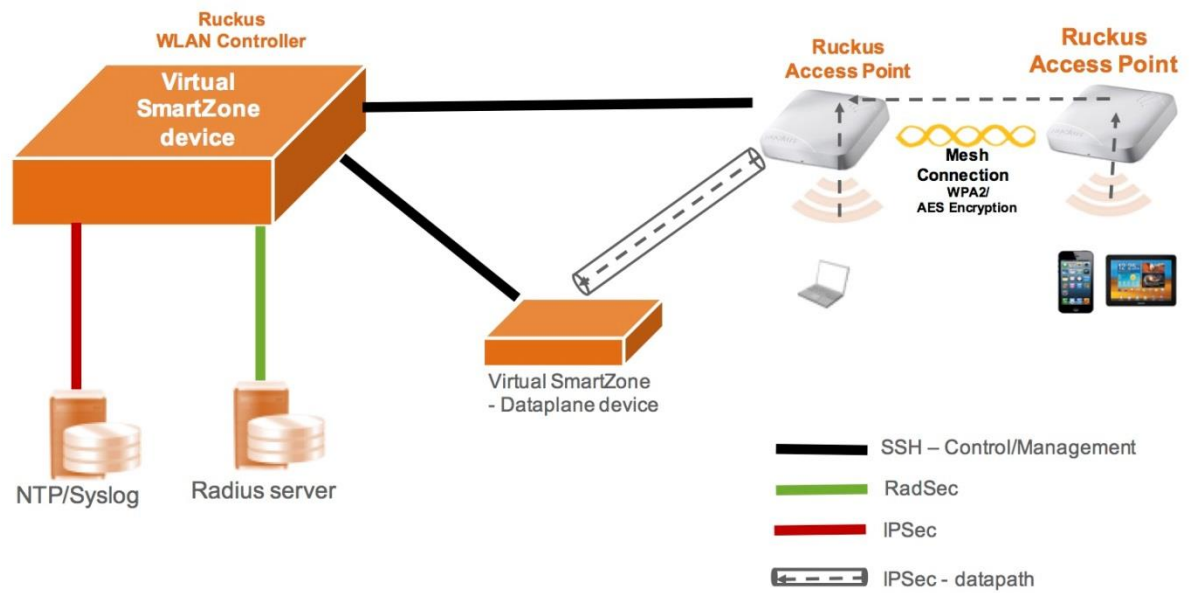 Ruckus
WLAN Controller
Virtual
SmartZone
device
Ruckus
Access Point
Ruckus
Access Point
Mesh
Connection
WPA2/
AES Encryption
Virtual SmartZone
- Dataplane device
NTP/Syslog
Radius server
SSH – Control/Management
RadSec
IPSec
IPSec - datapath